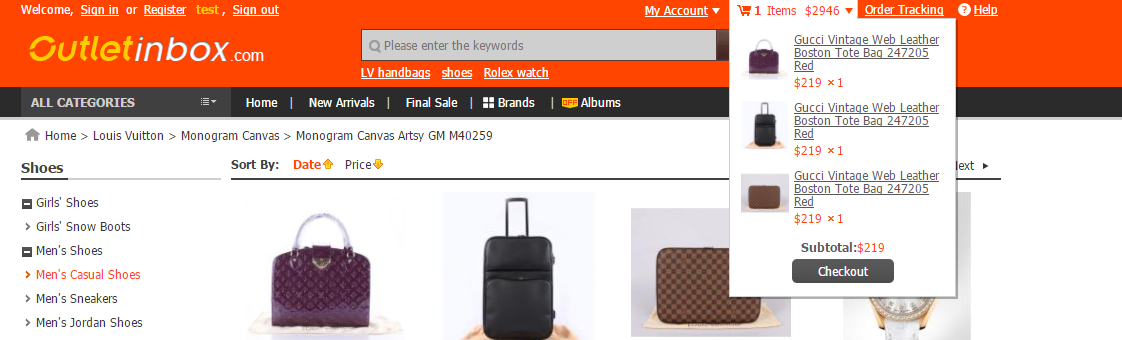 Welcome, Sign in or Register test , Sign out
My Account
1 Items $2946
Order Tracking
Help
Outletinbox.com
Please enter the keywords
LV handbags shoes Rolex watch
ALL CATEGORIES
Home | New Arrivals | Final Sale | Brands | OFF Albums
Home > Louis Vuitton > Monogram Canvas > Monogram Canvas Artsy GM M40259
Shoes
Girls' Shoes
Girls' Snow Boots
Men's Shoes
Men's Casual Shoes
Men's Sneakers
Men's Jordan Shoes
Sort By: Date Price
Gucci Vintage Web Leather
Boston Tote Bag 247205
Red
$219 ×1
Gucci Vintage Web Leather
Boston Tote Bag 247205
Red
$219 ×1
Gucci Vintage Web Leather
Boston Tote Bag 247205
Red
$219 ×1
Subtotal:$219
Checkout